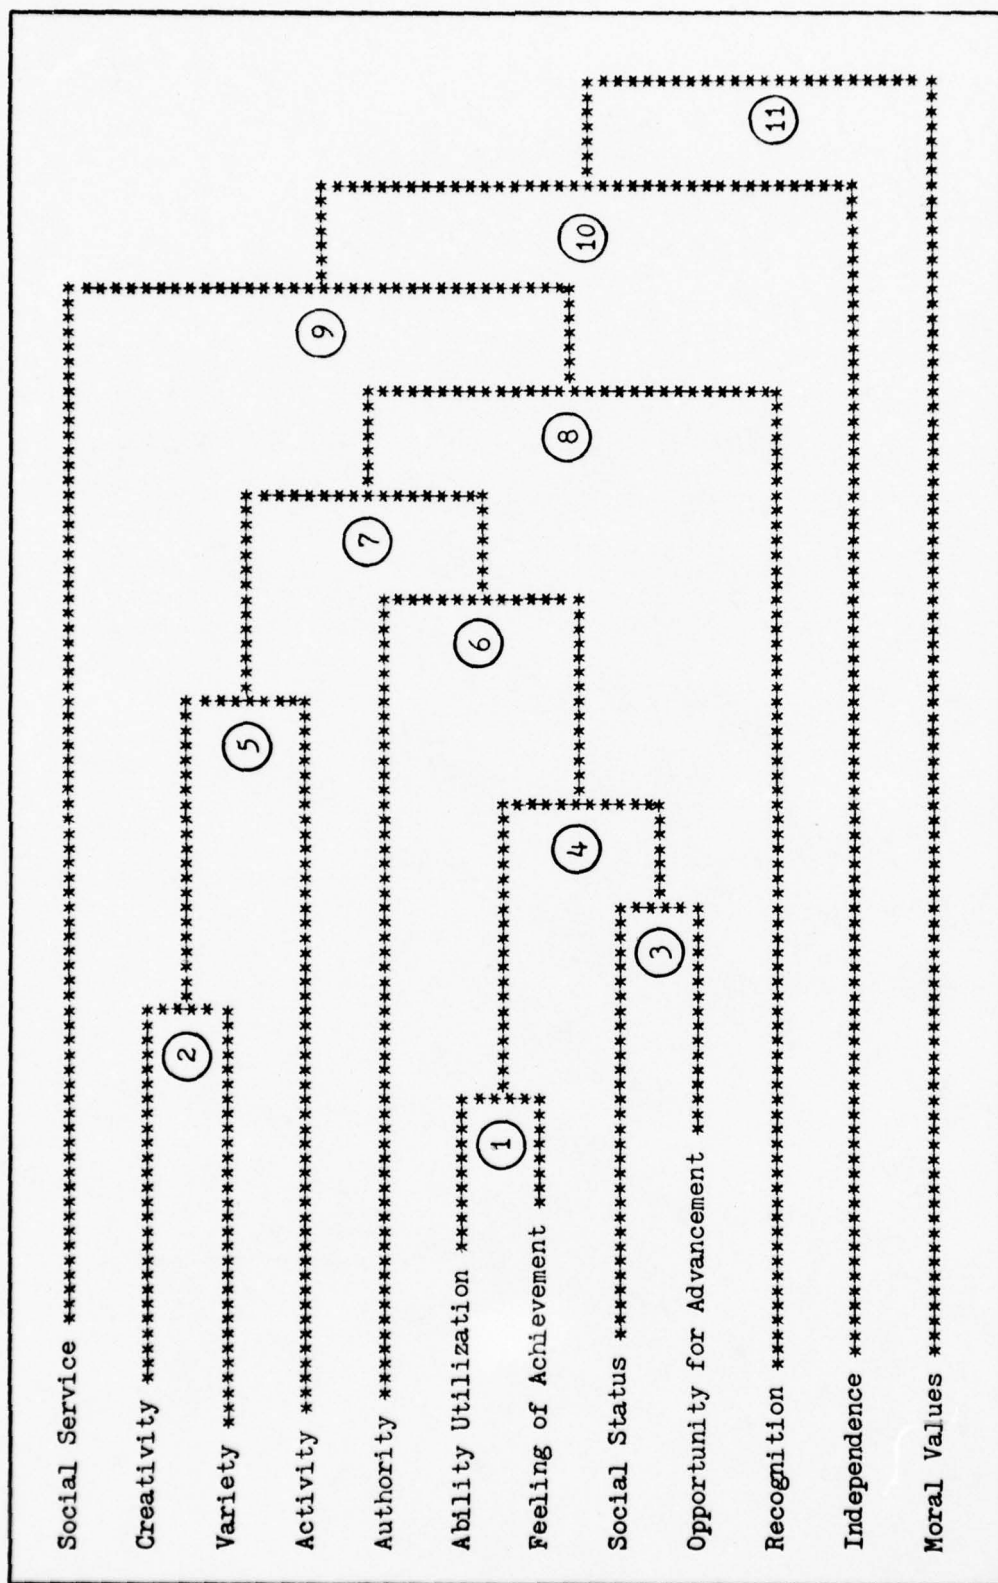 Social Service
Creativity
Variety
Activity
Authority
Ability Utilization
Feeling of Achievement
Social Status
Opportunity for Advancement
Recognition
Independence
Moral Values
1
2
3
4
5
6
7
8
9
10
11